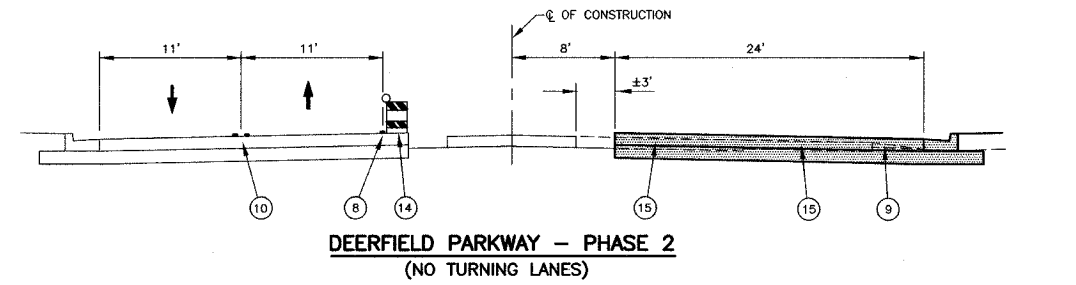 ℄ OF CONSTRUCTION
11' 11' 8' 24'
±3'
10 8 14 15 15 9
DEERFIELD PARKWAY – PHASE 2
(NO TURNING LANES)